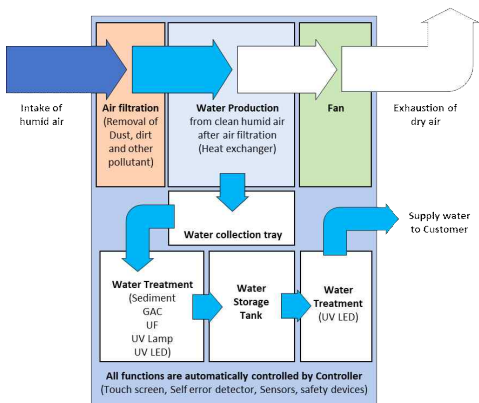 Intake of
humid air
Air filtration
(Removal of
Dust, dirt
and other
pollutant)
Water Production
from clean humid air
after air filtration
(Heat exchanger)
Fan
Exhaustion of
dry air
Water collection tray
Supply water
to Customer
Water Treatment
(Sediment
GAC
UF
UV Lamp
UV LED)
Water
Storage
Tank
Water
Treatment
(UV LED)
All functions are automatically controlled by Controller
(Touch screen, Self error detector, Sensors, safety devices)